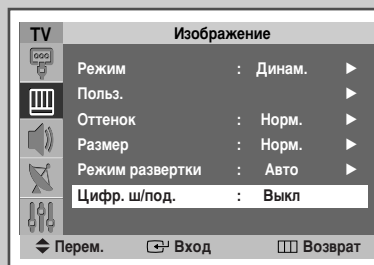 TV Изображение
Режим : Динам. ▶
Польз. ▶
Оттенок : Норм. ▶
Размер : Норм. ▶
Режим развертки : Авто ▶
Цифр. ш/под. : Выкл
Перем. Вход Возврат